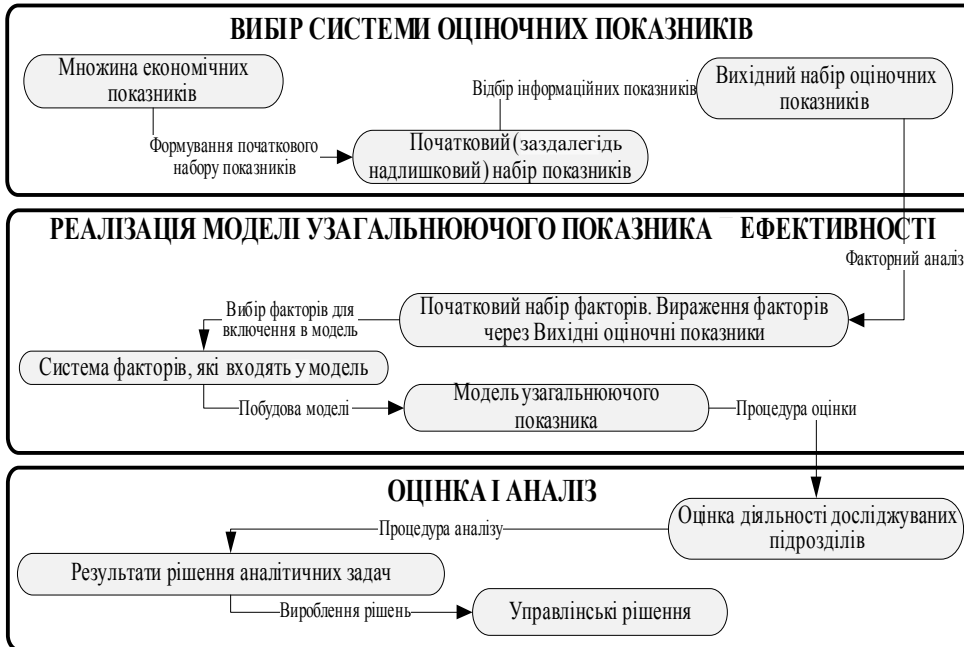 ВИБІР СИСТЕМИ ОЦІНОЧНИХ ПОКАЗНИКІВ
Множина економічних
показників
Відбір інформаційних показників
Вихідний набір оціночних
показників
Формування початкового
набору показників
Початковий (заздалегідь
надлишковий) набір показників
РЕАЛІЗАЦІЯ МОДЕЛІ УЗАГАЛЬНЮЮЧОГО ПОКАЗНИКА ЕФЕКТИВНОСТІ
Факторний аналіз
Вибір факторів для
включення в модель
Початковий набір факторів. Вираження факторів
через Вихідні оціночні показники
Система факторів, які входять у модель
Побудова моделі
Модель узагальнюючого
показника
Процедура оцінки
ОЦІНКА І АНАЛІЗ
Процедура аналізу
Оцінка діяльності досліджуваних
підрозділів
Результати рішення аналітичних задач
Вироблення рішень
Управлінські рішення